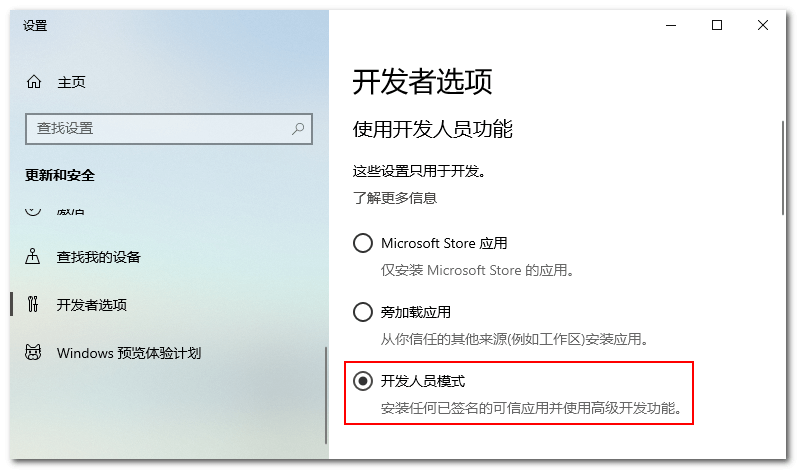 设置
主页
查找设置
更新和安全
激活
查找我的设备
开发者选项
Windows 预览体验计划
开发者选项
使用开发人员功能
这些设置只用于开发。
了解更多信息
Microsoft Store 应用
仅安装 Microsoft Store 的应用。
旁加载应用
从你信任的其他来源(例如工作区)安装应用。
开发人员模式
安装任何已签名的可信应用并使用高级开发功能。